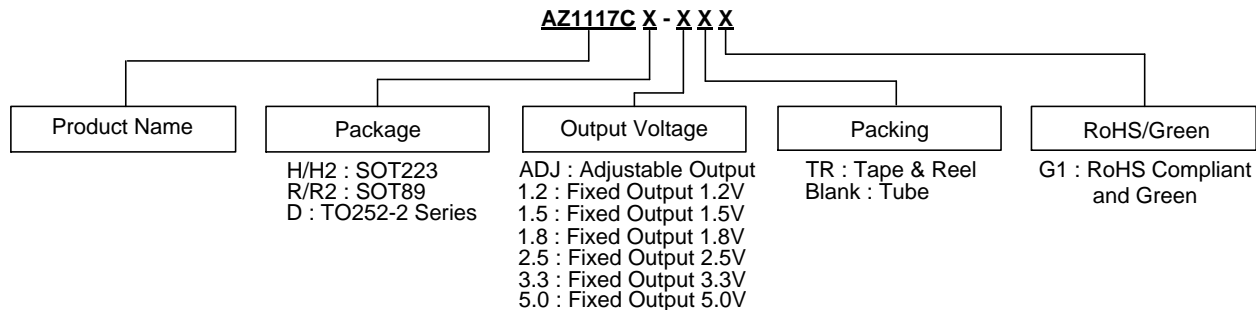 AZ1117C X - X X X
Product Name
Package
H/H2 : SOT223
R/R2 : SOT89
D : TO252-2 Series
Output Voltage
ADJ : Adjustable Output
1.2 : Fixed Output 1.2V
1.5 : Fixed Output 1.5V
1.8 : Fixed Output 1.8V
2.5 : Fixed Output 2.5V
3.3 : Fixed Output 3.3V
5.0 : Fixed Output 5.0V
Packing
TR : Tape & Reel
Blank : Tube
RoHS/Green
G1 : RoHS Compliant
and Green